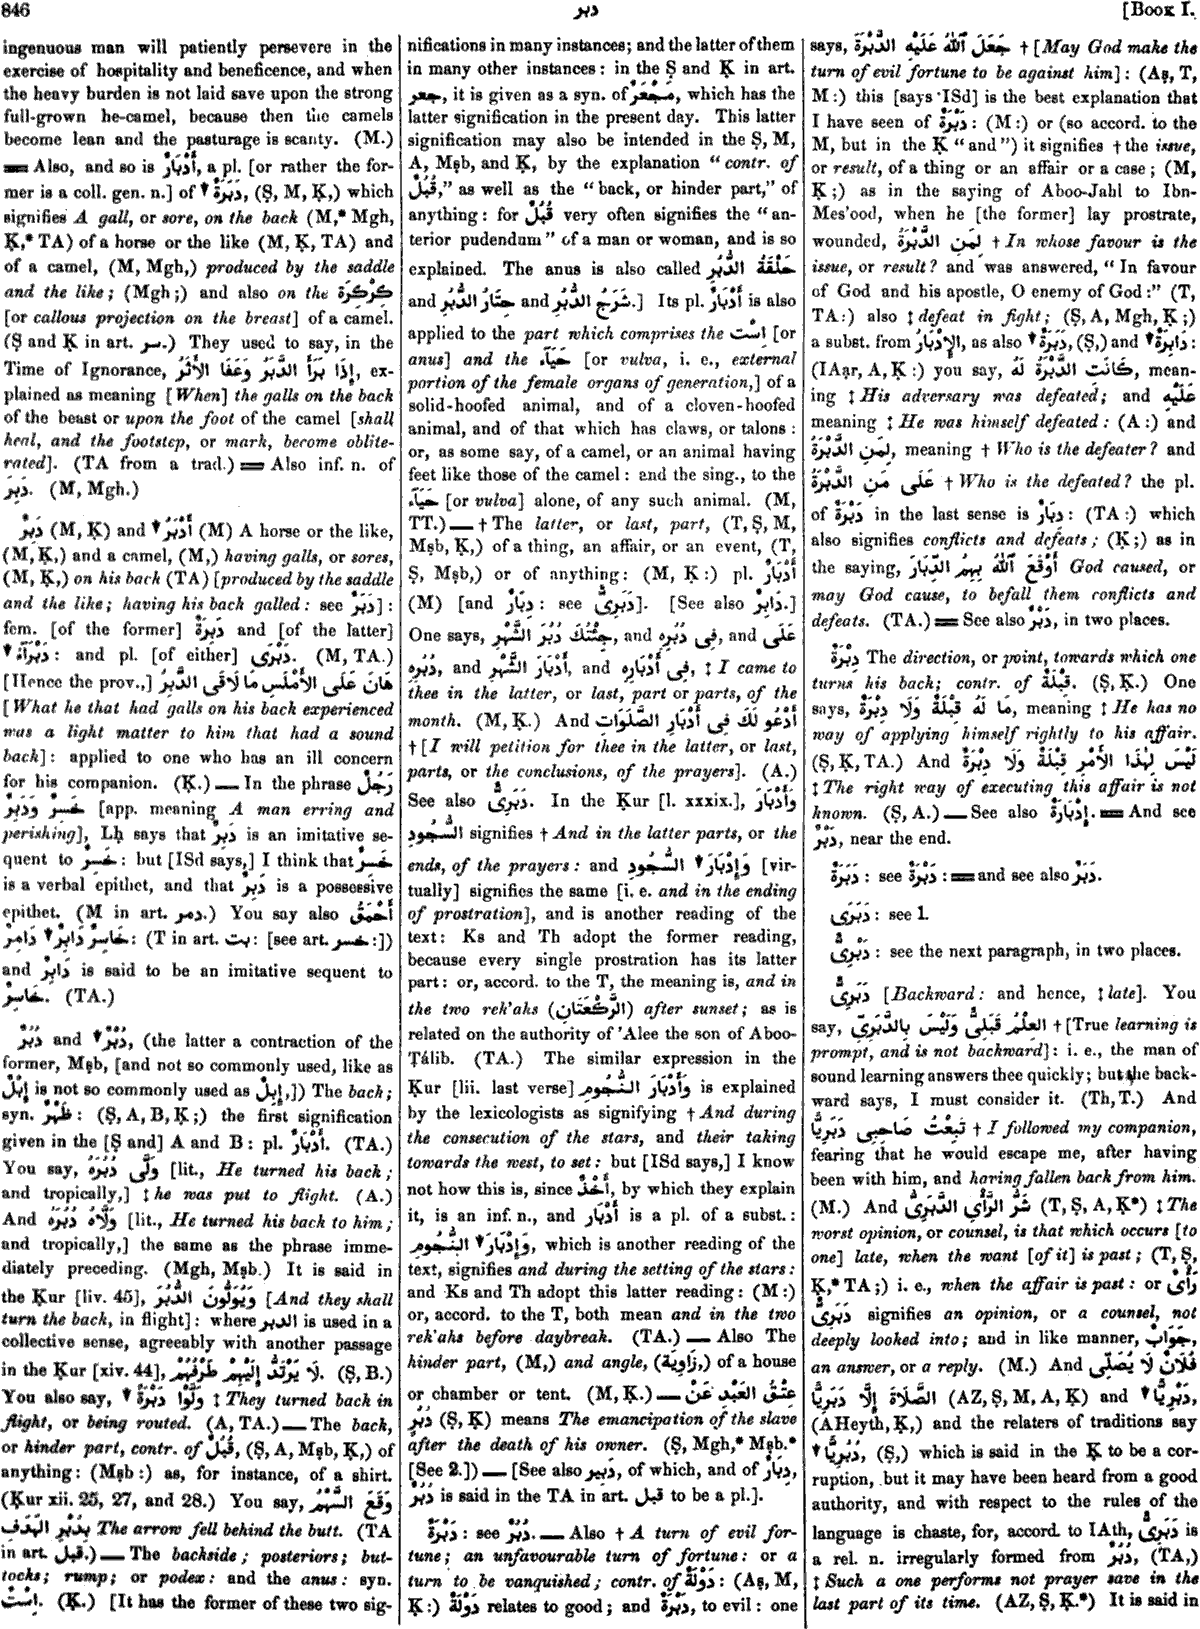 846
دبر
[Book I.
ingenuous man will patiently persevere in the
exercise of hospitality and beneficence, and when
the heavy burden is not laid save upon the strong
full-grown he-camel, because then the camels
become lean and the pasturage is scanty. (M.)
Also, and so is أَدْبَارٌ, a pl. [or rather the for-
mer is a coll. gen. n.] of دَبَرَةٌ, (Ṣ, M, Ḳ,) which
signifies A gall, or sore, on the back (M,* Mgh,
Ḳ,* TA) of a horse or the like (M, Ḳ, TA) and
of a camel, (M, Mgh,) produced by the saddle
and the like; (Mgh;) and also on the كِرْكِرَة
[or callous projection on the breast] of a camel.
(Ṣ and Ḳ in art. سر.) They used to say, in the
Time of Ignorance, إِذَا بَرَأَ الدَّبَرُ وَعَفَا الأَثَرُ, ex-
plained as meaning [When] the galls on the back
of the beast or upon the foot of the camel [shall
heal, and the footstep, or mark, become oblite-
rated]. (TA from a trad.) Also inf. n. of
دَبِرَ. (M, Mgh.)
دَبِرٌ (M, Ḳ) and أَدْبَرُ (M) A horse or the like,
(M, Ḳ,) and a camel, (M,) having galls, or sores,
(M, Ḳ,) on his back (TA) [produced by the saddle
and the like; having his back galled: see دَبَرٌ]:
fem. [of the former] دَبِرَةٌ and [of the latter]
دَبْرَآءُ: and pl. [of either] دَبْرَى. (M, TA.)
[Hence the prov.,] هَانَ عَلَى الأَمْلَسِ مَا لَاقَى الدَّبِرُ
[What he that had galls on his back experienced
was a light matter to him that had a sound
back]: applied to one who has an ill concern
for his companion. (Ḳ.) — In the phrase رَجُلٌ
خَسِرٌ وَدَبِرٌ [app. meaning A man erring and
perishing], Lḥ says that دَبِرٌ is an imitative se-
quent to خَسِرٌ: but [ISd says,] I think that خَسِرٌ
is a verbal epithet, and that دَبِرٌ is a possessive
epithet. (M in art. دمر.) You say also أَحْمَقُ
خَاسِرٌ دَابِرٌ دَامِرٌ: (T in art. بت: [see art. خسر:])
and دَابِرٌ is said to be an imitative sequent to
خَاسِرٌ. (TA.)
دُبُرٌ and دُبْرٌ, (the latter a contraction of the
former, Mṣb, [and not so commonly used, like as
إِبْلٌ is not so commonly used as إِبِلٌ,]) The back;
syn. ظَهْرٌ: (Ṣ, A, B, Ḳ;) the first signification
given in the [Ṣ and] A and B: pl. أَدْبَارٌ. (TA.)
You say, وَلَّى دُبُرَهُ [lit., He turned his back;
and tropically,] ‡ he was put to flight. (A.)
And وَلَّاهُ دُبُرَهُ [lit., He turned his back to him;
and tropically,] the same as the phrase imme-
diately preceding. (Mgh, Mṣb.) It is said in
the Ḳur [liv. 45], وَيُوَلُّونَ الدُّبُرَ [And they shall
turn the back, in flight]: where الدبر is used in a
collective sense, agreeably with another passage
in the Ḳur [xiv. 44], لَا يَرْتَدُّ إِلَيْهِمْ طَرْفُهُمْ. (Ṣ, B.)
You also say, وَلَّوْا دَبْرَةً ‡ They turned back in
flight, or being routed. (A, TA.) — The back,
or hinder part, contr. of قُبُلٌ, (Ṣ, A, Mṣb, Ḳ,) of
anything: (Mṣb:) as, for instance, of a shirt.
(Ḳur xii. 25, 27, and 28.) You say, وَقَعَ السَّهْمُ
بِدُبْرِ الهَدَفِ The arrow fell behind the butt. (TA
in art. قبل.) — The backside; posteriors; but-
tocks; rump; or podex: and the anus: syn.
اِسْتٌ. (Ḳ.) [It has the former of these two sig-
nifications in many instances; and the latter of them
in many other instances: in the Ṣ and Ḳ in art.
جعر, it is given as a syn. of مَجْعَرٌ, which has the
latter signification in the present day. This latter
signification may also be intended in the Ṣ, M,
A, Mṣb, and Ḳ, by the explanation "contr. of
قُبُلٌ," as well as the "back, or hinder part," of
anything: for قُبُلٌ very often signifies the "an-
terior pudendum" of a man or woman, and is so
explained. The anus is also called حَلْقَةُ الدُّبُرِ
and حِتَارُ الدُّبُرِ and شَرَجُ الدُّبُرِ.] Its pl. أَدْبَارٌ is also
applied to the part which comprises the اِسْت [or
anus] and the حَيَآء [or vulva, i. e., external
portion of the female organs of generation,] of a
solid-hoofed animal, and of a cloven-hoofed
animal, and of that which has claws, or talons:
or, as some say, of a camel, or an animal having
feet like those of the camel: and the sing., to the
حَيَآء [or vulva] alone, of any such animal. (M,
TT.) — † The latter, or last, part, (T, Ṣ, M,
Mṣb, Ḳ,) of a thing, an affair, or an event, (T,
Ṣ, Mṣb,) or of anything: (M, K:) pl. أَدْبَارٌ
(M) [and دِبَارٌ: see دَبَرِىٌّ]. [See also دَابِرٌ.]
One says, جِئْتُكَ دُبُرَ الشَّهْرِ, and فِى دُبُرِهِ, and عَلَى
دُبُرِهِ, and أَدْبَارَ الشَّهْرِ, and فِى أَدْبَارِهِ, ‡ I came to
thee in the latter, or last, part or parts, of the
month. (M, Ḳ.) And أَدْعُو لَكَ فِى أَدْبَارِ الصَّلَوَاتِ
† [I will petition for thee in the latter, or last,
parts, or the conclusions, of the prayers]. (A.)
See also دَبَرِىٌّ. In the Ḳur [l. xxxix.], وَأَدْبَارَ
السُّجُودِ signifies † And in the latter parts, or the
ends, of the prayers: and وَإِدْبَارَ السُّجُودِ [vir-
tually] signifies the same [i. e. and in the ending
of prostration], and is another reading of the
text: Ks and Th adopt the former reading,
because every single prostration has its latter
part: or, accord. to the T, the meaning is, and in
the two rek'ahs (الرَّكْعَتَانِ) after sunset; as is
related on the authority of 'Alee the son of Aboo-
Ṭálib. (TA.) The similar expression in the
Ḳur [lii. last verse] وَأَدْبَارَ النُّجُومِ is explained
by the lexicologists as signifying † And during
the consecution of the stars, and their taking
towards the west, to set: but [ISd says,] I know
not how this is, since أَخْذٌ, by which they explain
it, is an inf. n., and أَدْبَار is a pl. of a subst.:
وَإِدْبَارَ النُّجُومِ, which is another reading of the
text, signifies and during the setting of the stars:
and Ks and Th adopt this latter reading: (M:)
or, accord. to the T, both mean and in the two
rek'ahs before daybreak. (TA.) — Also The
hinder part, (M,) and angle, (زَاوِيَة,) of a house
or chamber or tent. (M, Ḳ.) — عِتْقُ العَبْدِ عَنْ
دُبُرٍ (Ṣ, Ḳ) means The emancipation of the slave
after the death of his owner. (Ṣ, Mgh,* Mṣb.*
[See 2.]) — [See also دَبِير, of which, and of دِبَارٌ,
دُبُرٌ is said in the TA in art. قبل to be a pl.].
دَبْرَةٌ: see دُبُرٌ. — Also † A turn of evil for-
tune; an unfavourable turn of fortune: or a
turn to be vanquished; contr. of دَوْلَةٌ: (Aṣ, M,
Ḳ:) دَوْلَةٌ relates to good; and دَبْرَةٌ, to evil: one
says, جَعَلَ ٱللّٰهُ عَلَيْهِ الدَّبْرَةَ † [May God make the
turn of evil fortune to be against him]: (Aṣ, T,
M:) this [says ISd] is the best explanation that
I have seen of دَبْرَةٌ: (M:) or (so accord. to the
M, but in the Ḳ "and") it signifies † the issue,
or result, of a thing or an affair or a case; (M,
Ḳ;) as in the saying of Aboo-Jahl to Ibn-
Mes'ood, when he [the former] lay prostrate,
wounded, لِمَنِ الدَّبْرَةُ † In whose favour is the
issue, or result? and was answered, "In favour
of God and his apostle, O enemy of God:" (T,
TA:) also ‡ defeat in fight; (Ṣ, A, Mgh, Ḳ;)
a subst. from الإِدْبَارُ, as also دَبَرَةٌ, (Ṣ,) and دَابِرَةٌ:
(IAạr, A, Ḳ:) you say, كَانَتِ الدَّبْرَةُ لَهُ, mean-
ing ‡ His adversary was defeated; and عَلَيْهِ
meaning ‡ He was himself defeated: (A:) and
لِمَنِ الدَّبْرَةُ, meaning † Who is the defeater? and
عَلَى مَنِ الدَّبْرَةُ † Who is the defeated? the pl.
of دَبْرَةٌ in the last sense is دِبَارٌ: (TA:) which
also signifies conflicts and defeats; (Ḳ;) as in
the saying, أَوْقَعَ ٱللّٰهُ بِهِمُ الدِّبَارَ God caused, or
may God cause, to befall them conflicts and
defeats. (TA.) See also دَبْرٌ, in two places.
دِبْرَةٌ The direction, or point, towards which one
turns his back; contr. of قِبْلَةٌ. (Ṣ, Ḳ.) One
says, مَا لَهُ قِبْلَةٌ وَلَا دِبْرَةٌ, meaning ‡ He has no
way of applying himself rightly to his affair.
(Ṣ, Ḳ, TA.) And لَيْسَ لِهٰذَا الأَمْرِ قِبْلَةٌ وَلَا دِبْرَةٌ
‡ The right way of executing this affair is not
known. (Ṣ, A.) — See also إِدْبَارَةٌ. And see
دَبْرٌ, near the end.
دَبَرَةٌ: see دَبْرَةٌ: and see also دَبَرٌ.
دَبَرَى: see 1.
دَبْرِىٌّ: see the next paragraph, in two places.
دَبَرِىٌّ [Backward: and hence, ‡ late]. You
say, العِلْمُ قَبَلِىٌّ وَلَيْسَ بِالدَّبَرِىِّ † [True learning is
prompt, and is not backward]: i. e., the man of
sound learning answers thee quickly; but the back-
ward says, I must consider it. (Th, T.) And
تَبِعْتُ صَاحِبِى دَبَرِيًّا † I followed my companion,
fearing that he would escape me, after having
been with him, and having fallen back from him.
(M.) And شَرُّ الرَّأْىِ الدَّبَرِىُّ (T, Ṣ, A, Ḳ*) ‡ The
worst opinion, or counsel, is that which occurs [to
one] late, when the want [of it] is past; (T, Ṣ,
Ḳ,* TA;) i. e., when the affair is past: or رَأْىٌ
دَبَرِىٌّ signifies an opinion, or a counsel, not
deeply looked into; and in like manner, جَوَابٌ,
an answer, or a reply. (M.) And فُلَانٌ لَا يُصَلِّى
الصَّلَاةَ إِلَّا دَبَرِيًّا (AZ, Ṣ, M, A, Ḳ) and دَبْرِيًّا,
(AHeyth, Ḳ,) and the relaters of traditions say
دُبُرِيًّا, (Ṣ,) which is said in the Ḳ to be a cor-
ruption, but it may have been heard from a good
authority, and with respect to the rules of the
language is chaste, for, accord. to IAth, دَبَرِىٌّ is
a rel. n. irregularly formed from دُبُرٌ, (TA,)
‡ Such a one performs not prayer save in the
last part of its time. (AZ, Ṣ, Ḳ.*) It is said in